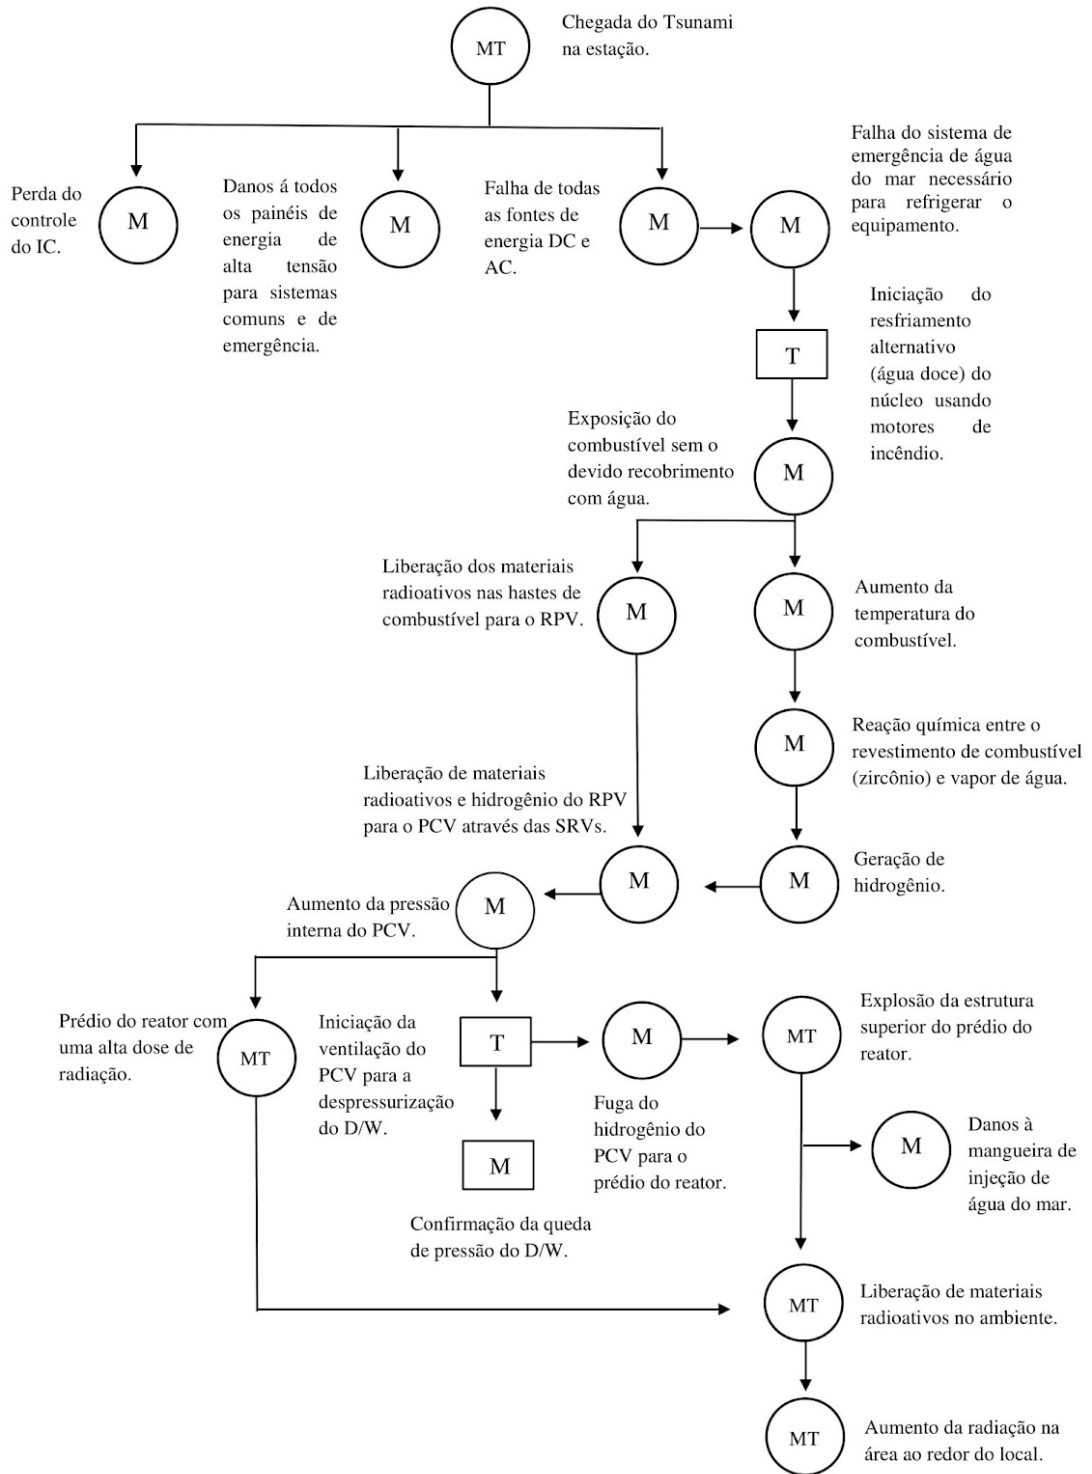 MT
Chegada do Tsunami
na estação.
Perda do
controle
do IC.
M
Danos á todos
os painéis de
energia de
alta tensão
para sistemas
comuns e de
emergência.
M
Falha de todas
as fontes de
energia DC e
AC.
M
M
Falha do sistema de
emergência de água
do mar necessário
para refrigerar o
equipamento.
T
Iniciação do
resfriamento
alternativo
(água doce) do
núcleo usando
motores de
incêndio.
Exposição do
combustível sem o
devido recobrimento
com água.
M
Liberação dos materiais
radioativos nas hastes de
combustível para o RPV.
M
M
Aumento da
temperatura do
combustível.
M
Reação química entre o
revestimento de combustível
(zircônio) e vapor de água.
Liberação de materiais
radioativos e hidrogênio do RPV
para o PCV através das SRVs.
M
M
Geração de
hidrogênio.
Aumento da pressão
interna do PCV.
M
Prédio do reator com
uma alta dose de
radiação.
MT
Iniciação da
ventilação do
PCV para a
despressurização
do D/W.
T
M
Fuga do
hidrogênio do
PCV para o
prédio do reator.
MT
Explosão da estrutura
superior do prédio do
reator.
M
Confirmação da queda
de pressão do D/W.
M
Danos à
mangueira de
injeção de
água do mar.
MT
Liberação de materiais
radioativos no ambiente.
MT
Aumento da radiação na
área ao redor do local.